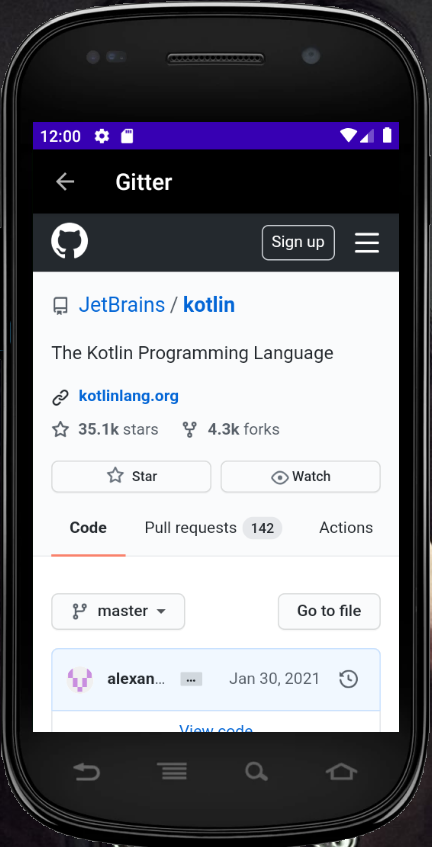 12:00
Gitter
Sign up
JetBrains / kotlin
The Kotlin Programming Language
kotlinlang.org
35.1k stars 4.3k forks
Star Watch
Code Pull requests 142 Actions
master Go to file
alexan... ... Jan 30, 2021
View code